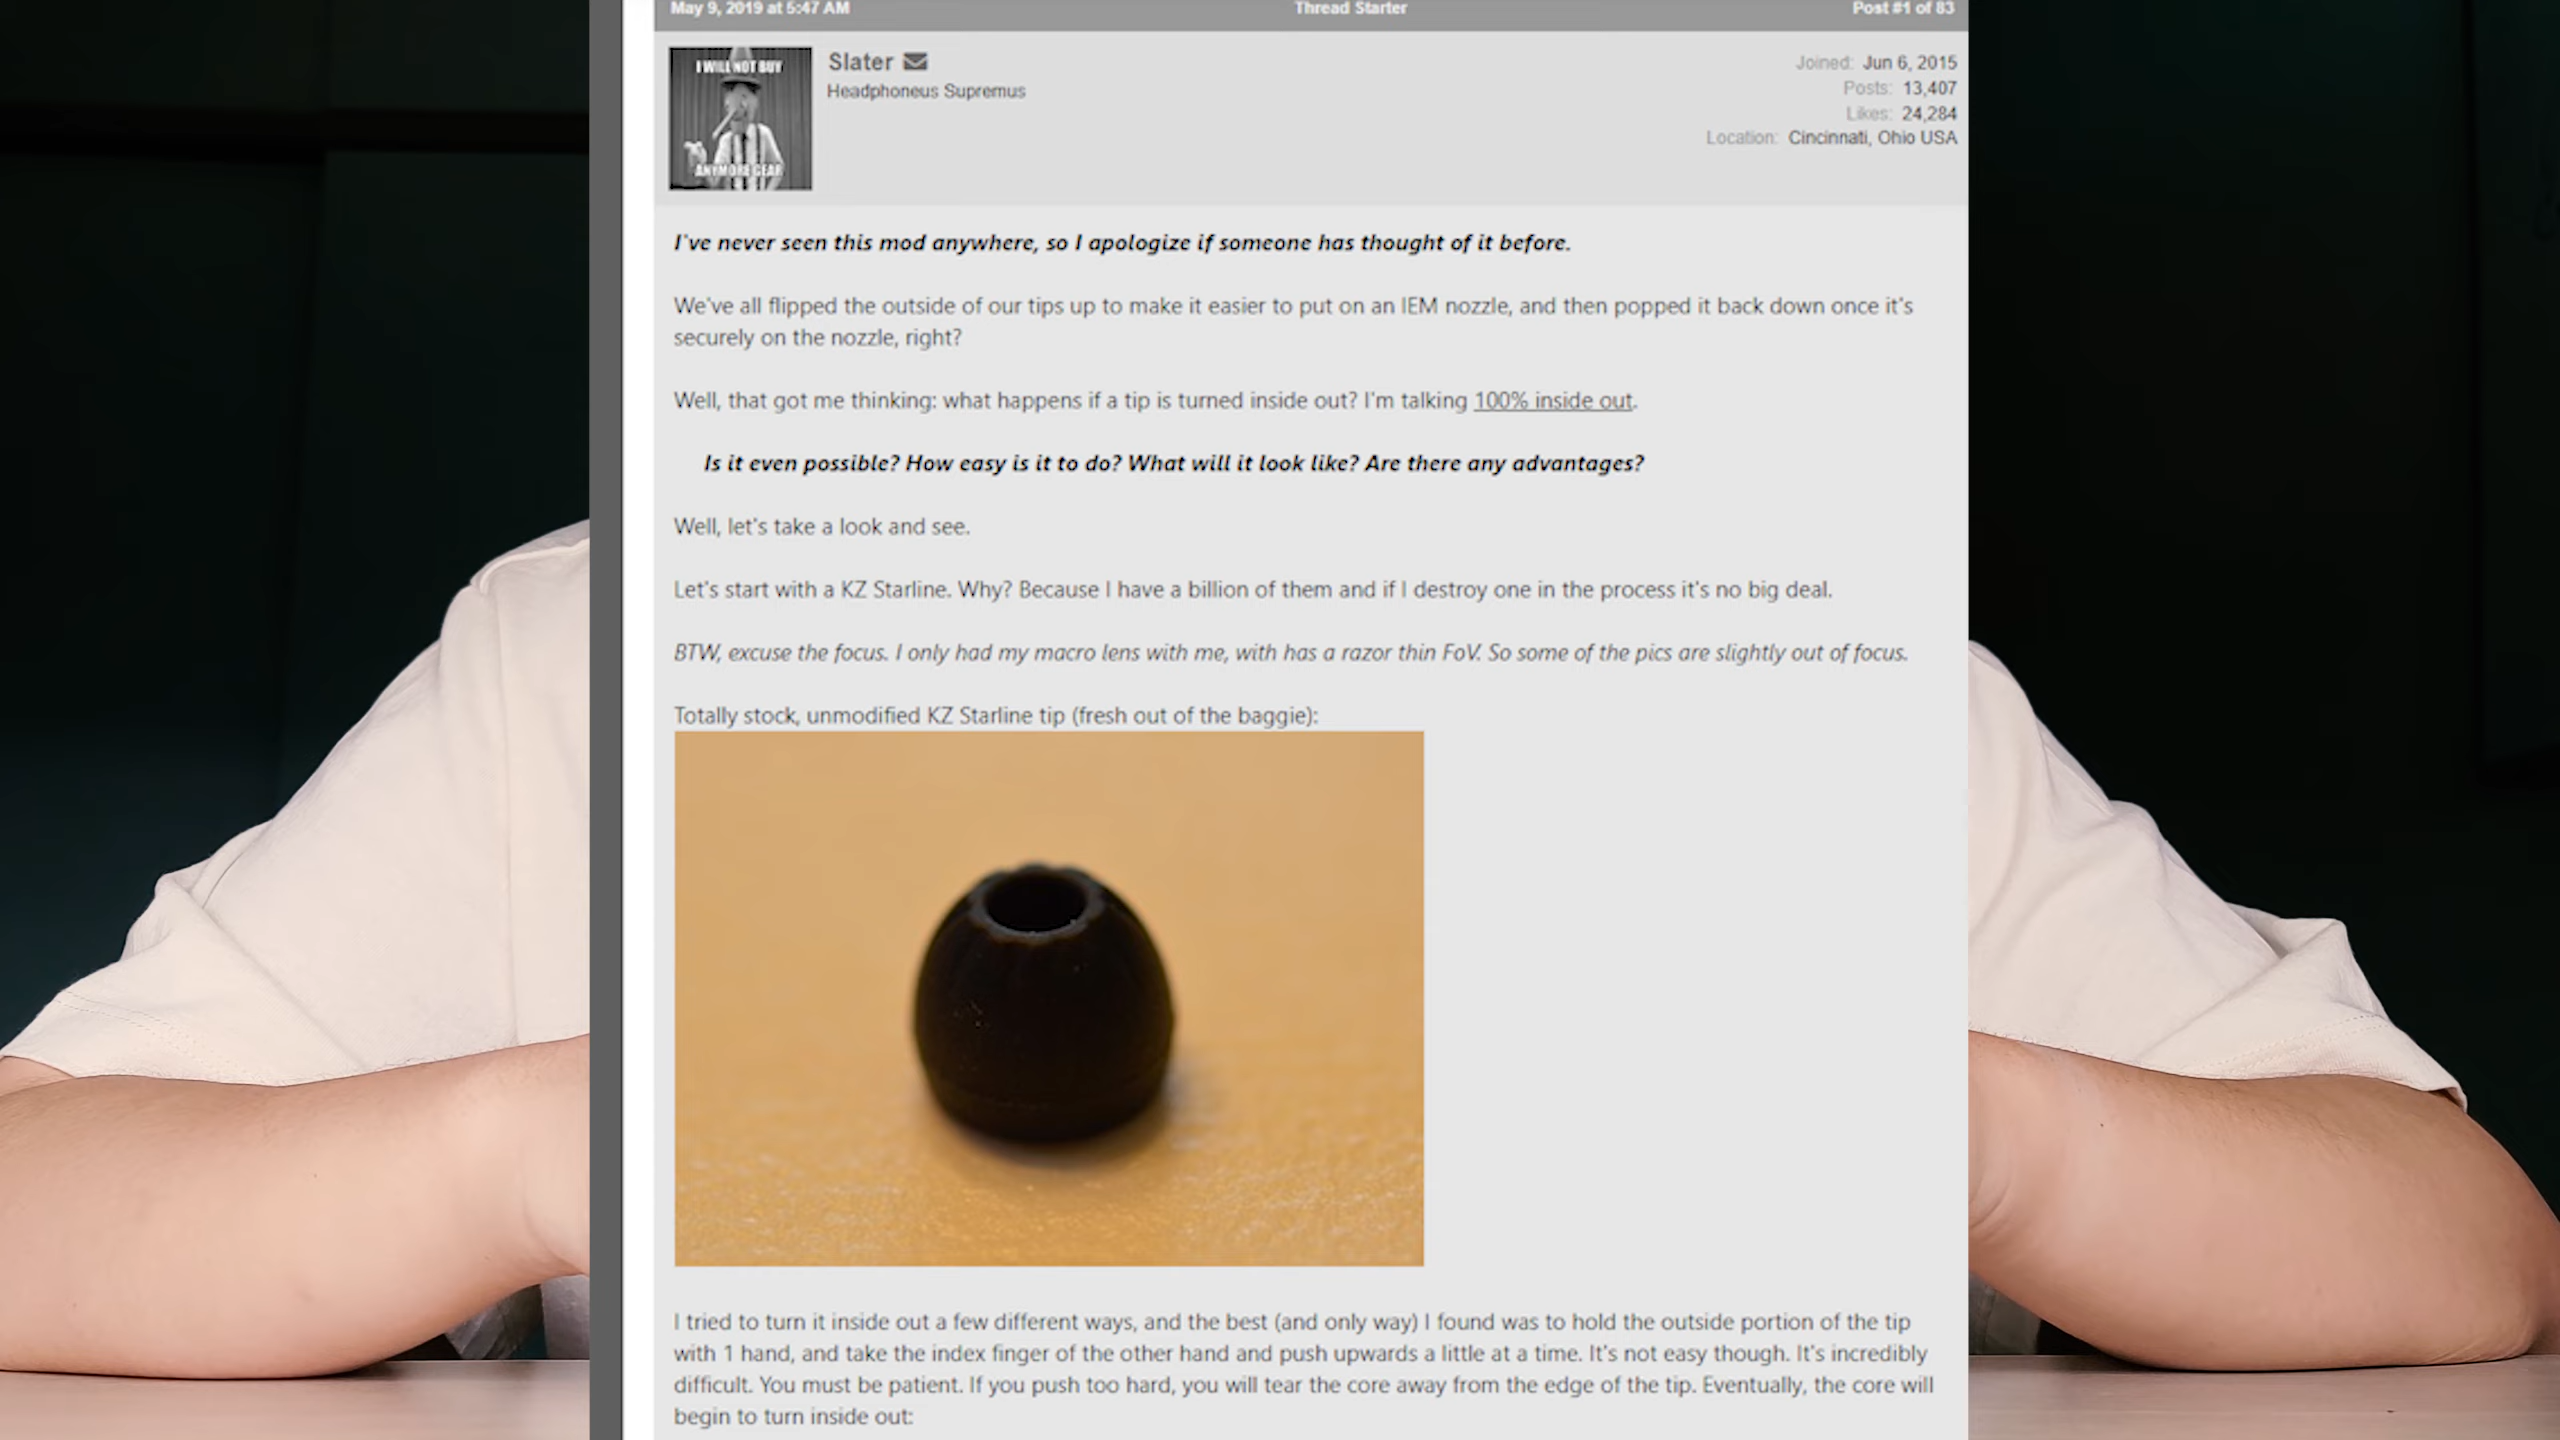 May 9, 2019 at 5:47 AM
Thread Starter
Post #1 of 83
I WILL NOT BUY
ANYMORE GEAR
Slater
Headphoneus Supremus
Joined: Jun 6, 2015
Posts: 13,407
Likes: 24,284
Location: Cincinnati, Ohio USA
I've never seen this mod anywhere, so I apologize if someone has thought of it before.
We've all flipped the outside of our tips up to make it easier to put on an IEM nozzle, and then popped it back down once it's
securely on the nozzle, right?
Well, that got me thinking: what happens if a tip is turned inside out? I'm talking 100% inside out.
Is it even possible? How easy is it to do? What will it look like? Are there any advantages?
Well, let's take a look and see.
Let's start with a KZ Starline. Why? Because I have a billion of them and if I destroy one in the process it's no big deal.
BTW, excuse the focus. I only had my macro lens with me, with has a razor thin FoV. So some of the pics are slightly out of focus.
Totally stock, unmodified KZ Starline tip (fresh out of the baggie):
I tried to turn it inside out a few different ways, and the best (and only way) I found was to hold the outside portion of the tip
with 1 hand, and take the index finger of the other hand and push upwards a little at a time. It's not easy though. It's incredibly
difficult. You must be patient. If you push too hard, you will tear the core away from the edge of the tip. Eventually, the core will
begin to turn inside out: